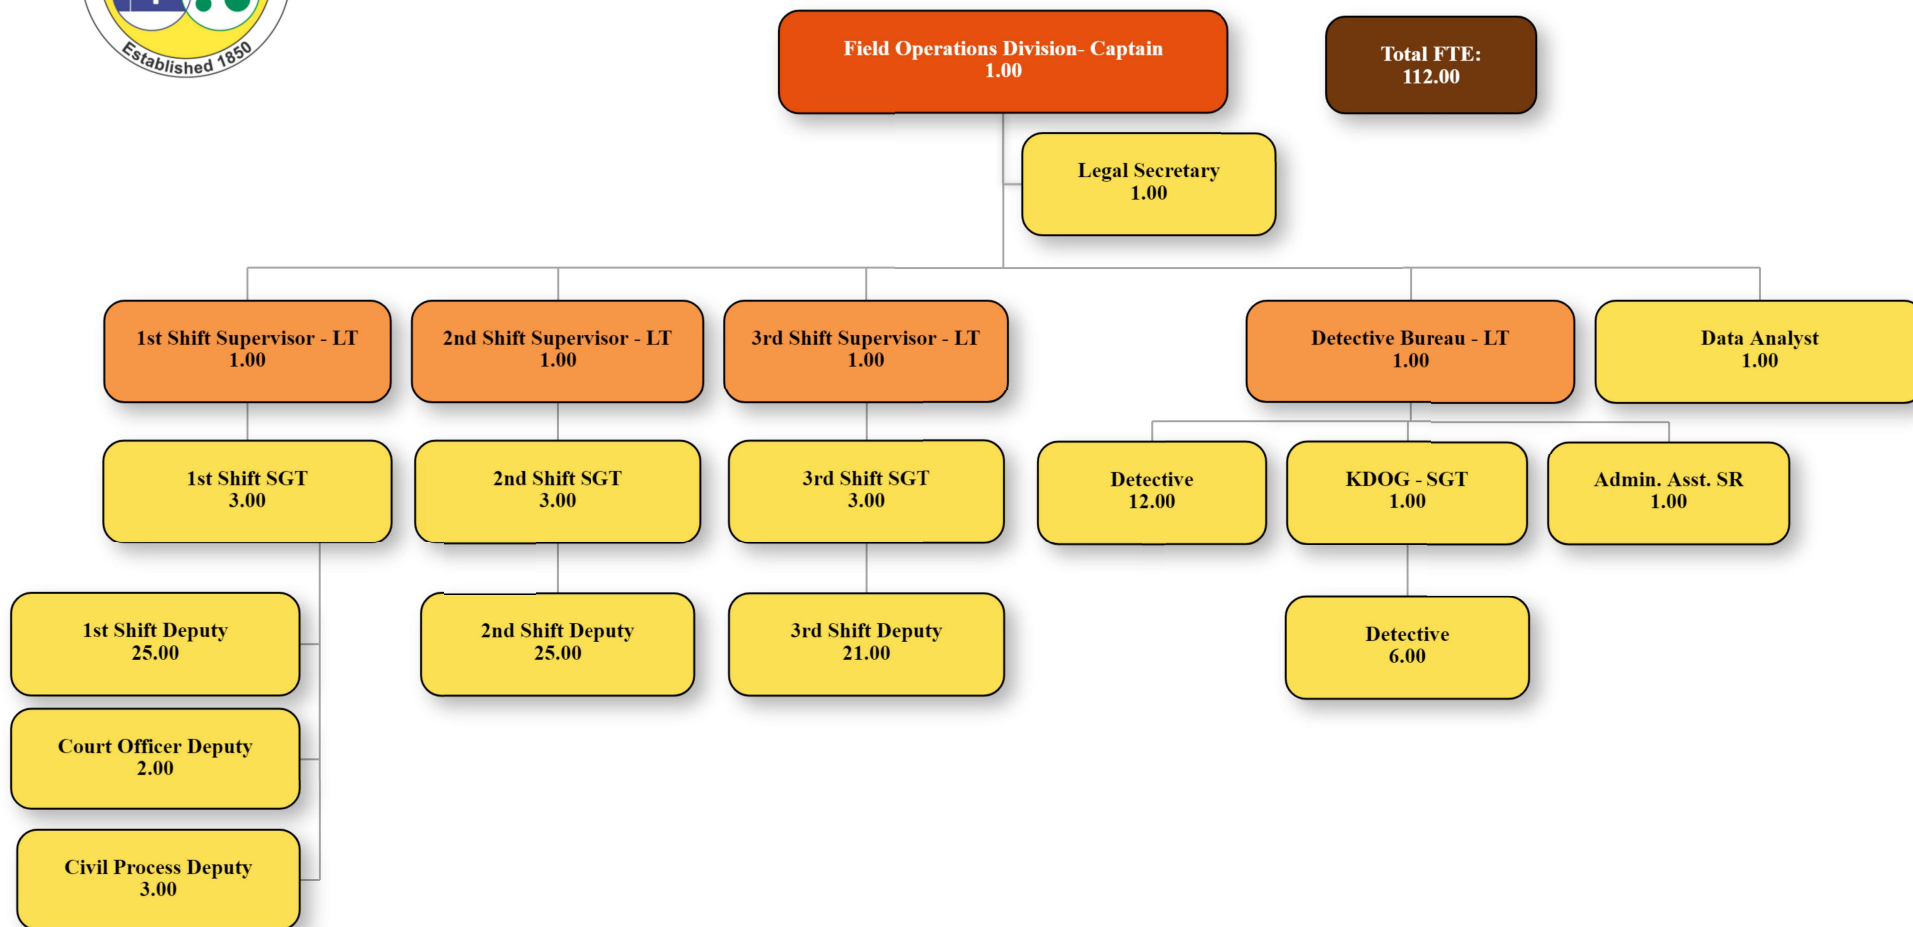 Established 1850
Field Operations Division- Captain
1.00
Total FTE:
112.00
Legal Secretary
1.00
1st Shift Supervisor - LT
1.00
2nd Shift Supervisor - LT
1.00
3rd Shift Supervisor - LT
1.00
Detective Bureau - LT
1.00
Data Analyst
1.00
1st Shift SGT
3.00
2nd Shift SGT
3.00
3rd Shift SGT
3.00
Detective
12.00
KDOG - SGT
1.00
Admin. Asst. SR
1.00
1st Shift Deputy
25.00
2nd Shift Deputy
25.00
3rd Shift Deputy
21.00
Detective
6.00
Court Officer Deputy
2.00
Civil Process Deputy
3.00